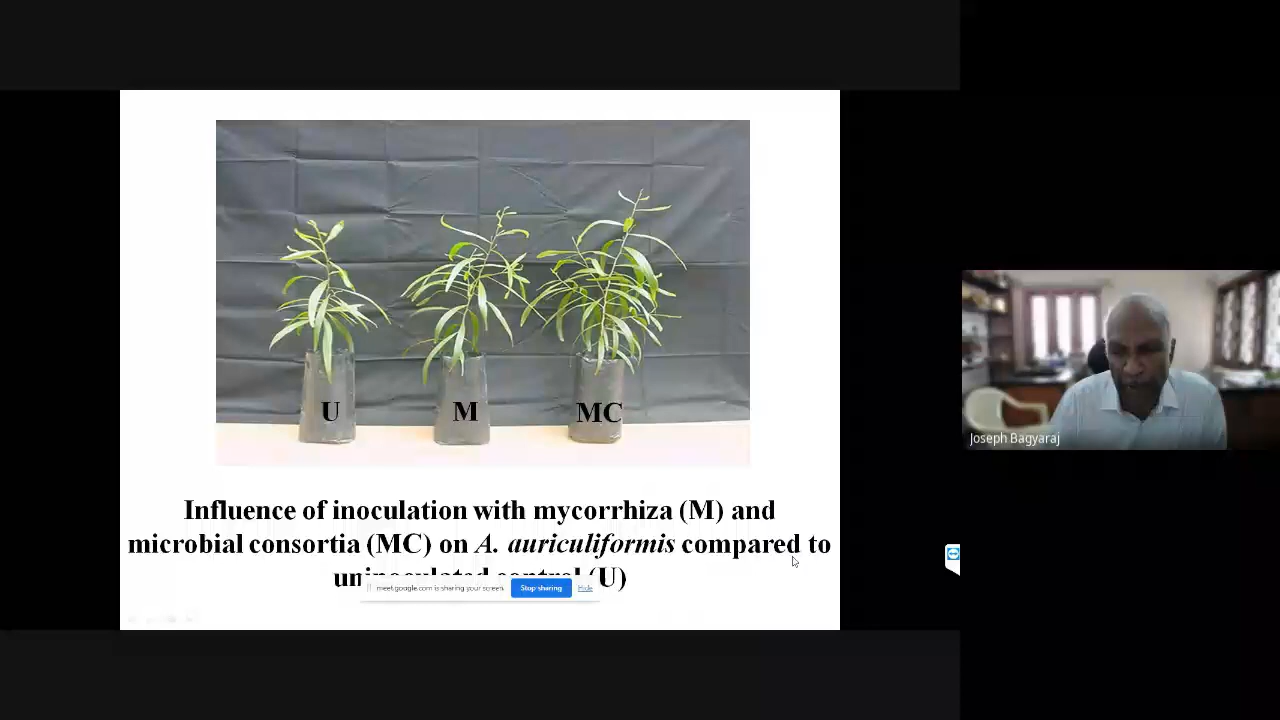 U
M
MC
Influence of inoculation with mycorrhiza (M) and
microbial consortia (MC) on A. auriculiformis compared to
uninoculated control (U)
meet.google.com is sharing your screen.
Stop sharing
Hide
Joseph Bagyaraj